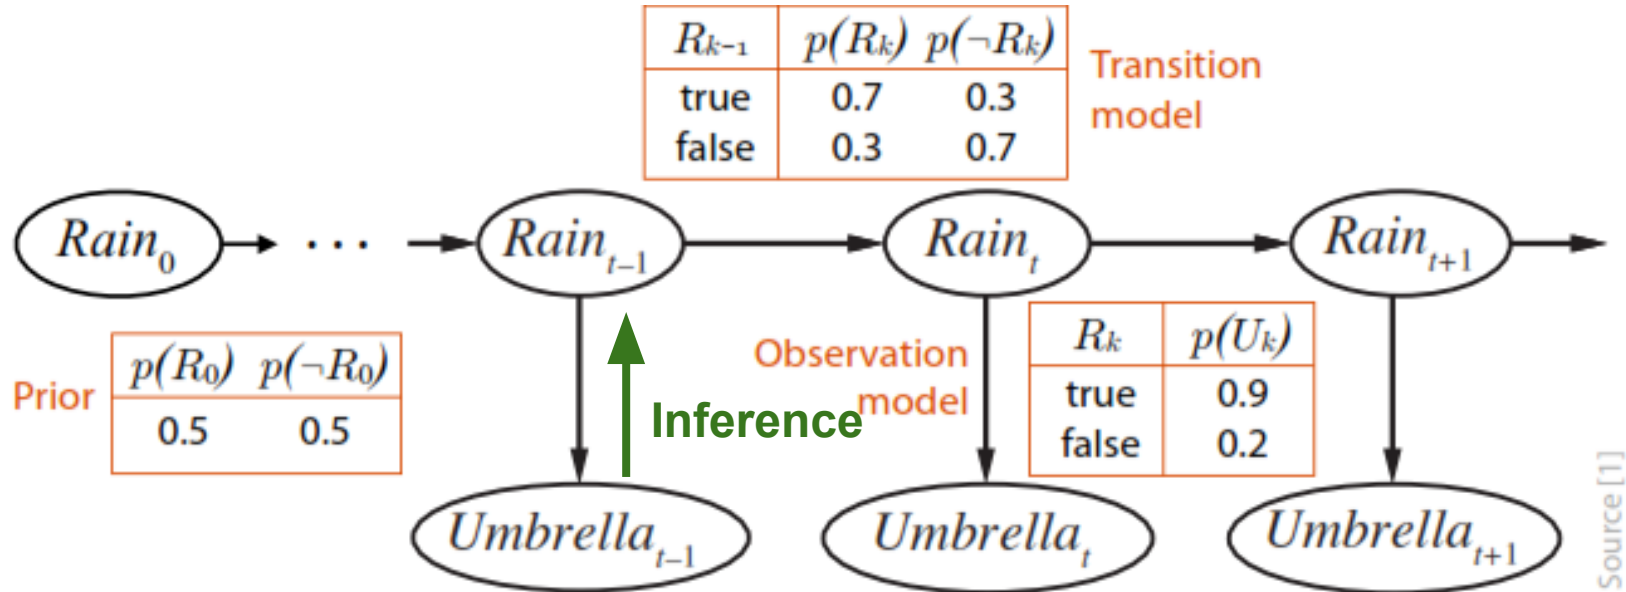 Rₖ₋₁ p(Rₖ) p(¬Rₖ)
true 0.7 0.3
false 0.3 0.7
Transition
model
Rain₀ · · · Rainₜ₋₁ Rainₜ Rainₜ₊₁
Prior
p(R₀) p(¬R₀)
0.5 0.5
Inference
Observation
model
Rₖ p(Uₖ)
true 0.9
false 0.2
Umbrellaₜ₋₁ Umbrellaₜ Umbrellaₜ₊₁
Source [1]